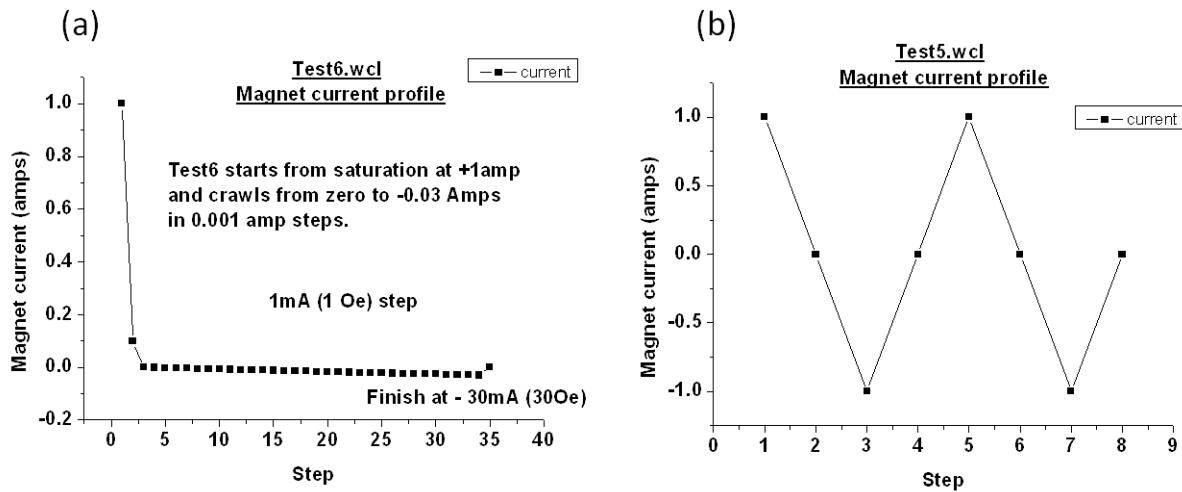 (a)
Test6.wcl
Magnet current profile
current
Test6 starts from saturation at +1amp
and crawls from zero to -0.03 Amps
in 0.001 amp steps.
1mA (1 Oe) step
Finish at - 30mA (30Oe)
Magnet current (amps)
1.0
0.8
0.6
0.4
0.2
0.0
-0.2
0 5 10 15 20 25 30 35 40
Step
(b)
Test5.wcl
Magnet current profile
current
Magnet current (amps)
1.0
0.5
0.0
-0.5
-1.0
0 1 2 3 4 5 6 7 8 9
Step